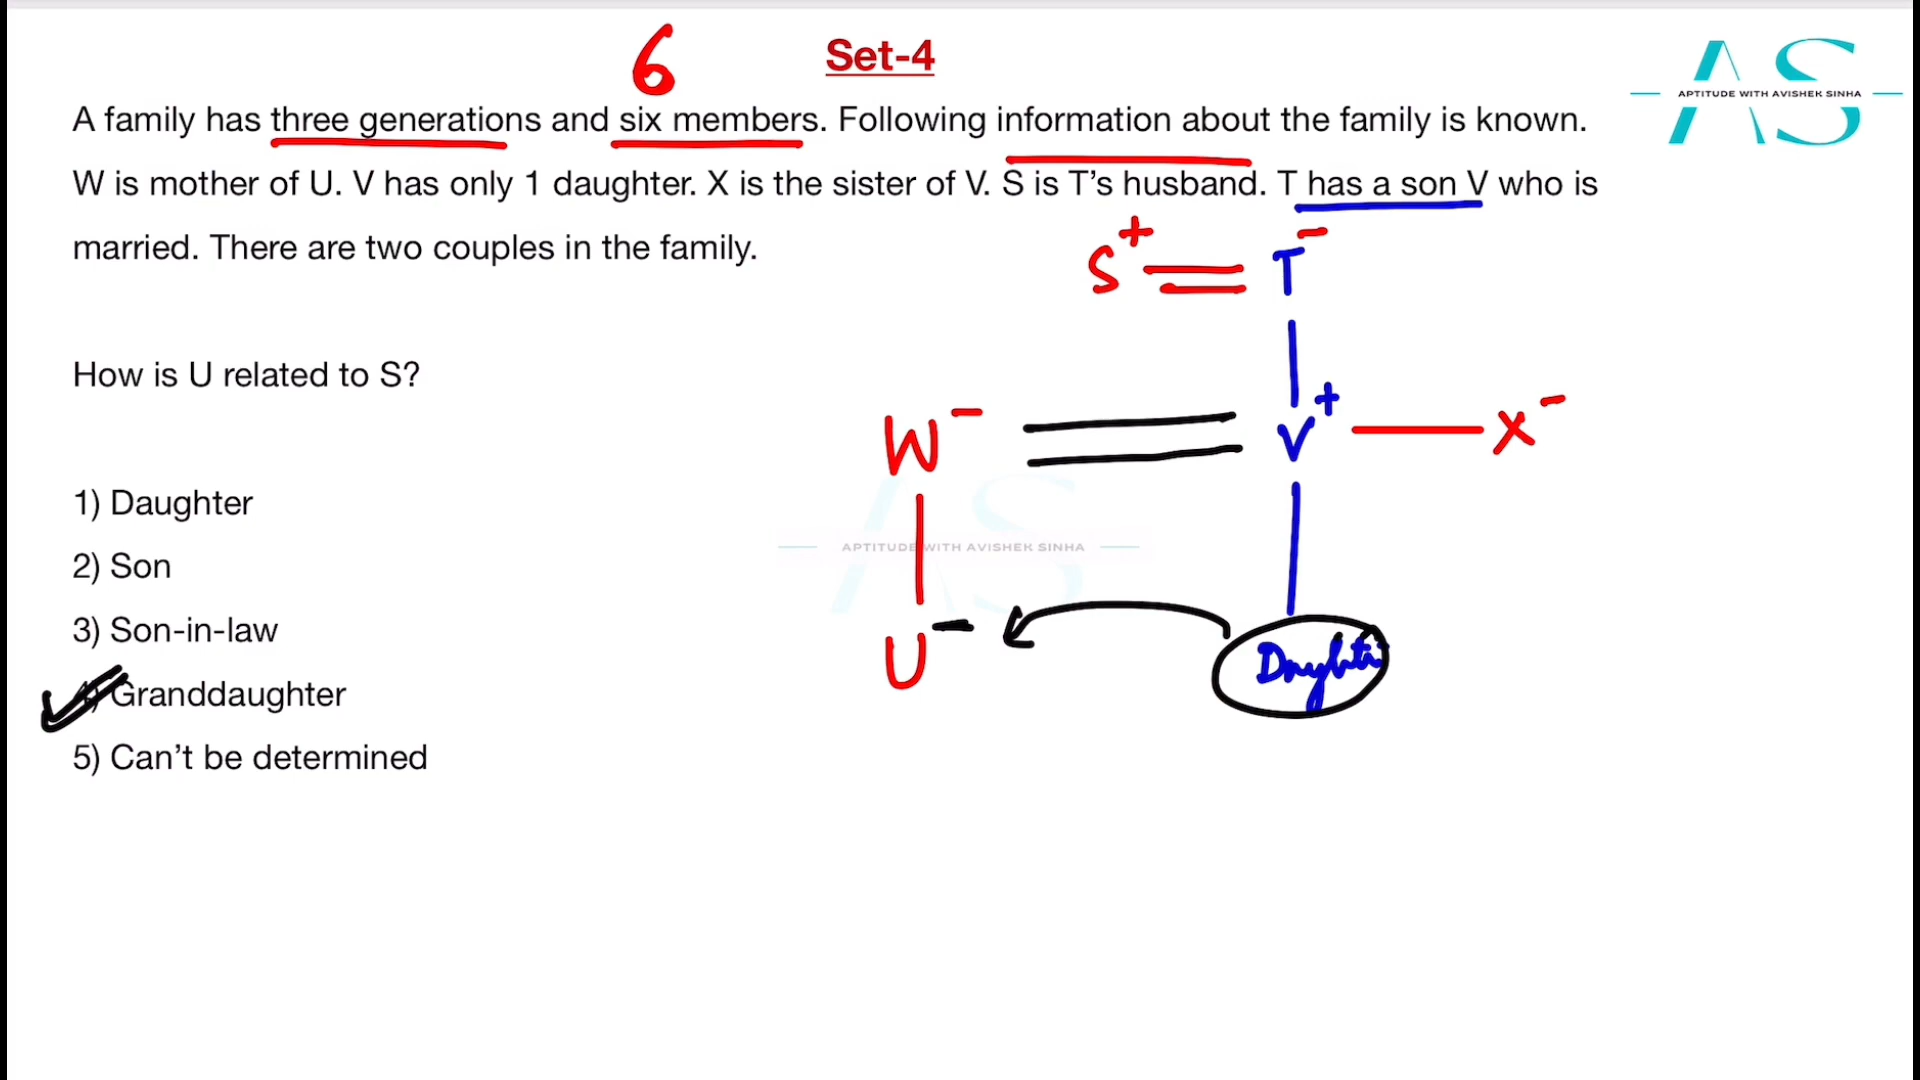 6
Set-4
AS
APTITUDE WITH AVISHEK SINHA
A family has three generations and six members. Following information about the family is known.
W is mother of U. V has only 1 daughter. X is the sister of V. S is T’s husband. T has a son V who is
married. There are two couples in the family.
S+ = T-
How is U related to S?
W- = V+ — X-
1) Daughter
AS
APTITUDE WITH AVISHEK SINHA
2) Son
3) Son-in-law
U-
Daughter
4) Granddaughter
5) Can’t be determined